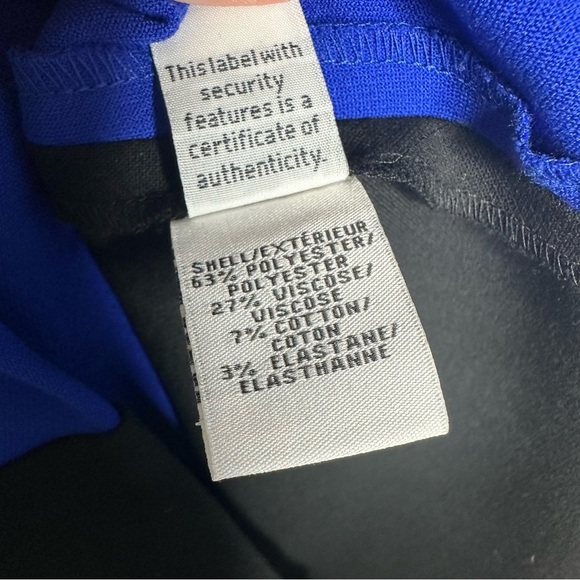 This label with
security
features is a
certificate of
authenticity.
SHELL/EXTÉRIEUR
63% POLYESTER/
POLYESTER
27% VISCOSE/
VISCOSE
7% COTTON/
COTON
3% ELASTANE/
ELASTHANNE